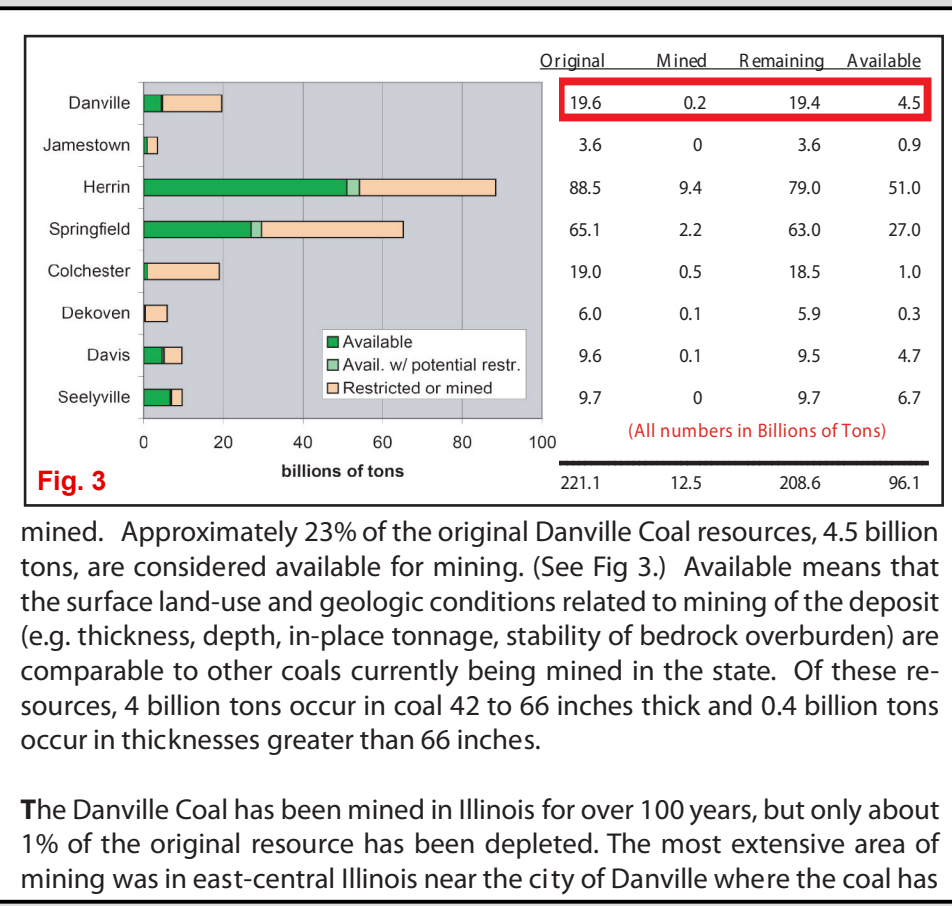 Original Mined Remaining Available
Danville 19.6 0.2 19.4 4.5
Jamestown 3.6 0 3.6 0.9
Herrin 88.5 9.4 79.0 51.0
Springfield 65.1 2.2 63.0 27.0
Colchester 19.0 0.5 18.5 1.0
Dekoven 6.0 0.1 5.9 0.3
Available
Davis 9.6 0.1 9.5 4.7
Avail. w/ potential restr.
Restricted or mined
Seelyville 9.7 0 9.7 6.7
(All numbers in Billions of Tons)
0 20 40 60 80 100
billions of tons
Fig. 3
221.1 12.5 208.6 96.1
mined. Approximately 23% of the original Danville Coal resources, 4.5 billion
tons, are considered available for mining. (See Fig 3.) Available means that
the surface land-use and geologic conditions related to mining of the deposit
(e.g. thickness, depth, in-place tonnage, stability of bedrock overburden) are
comparable to other coals currently being mined in the state. Of these re-
sources, 4 billion tons occur in coal 42 to 66 inches thick and 0.4 billion tons
occur in thicknesses greater than 66 inches.
The Danville Coal has been mined in Illinois for over 100 years, but only about
1% of the original resource has been depleted. The most extensive area of
mining was in east-central Illinois near the city of Danville where the coal has